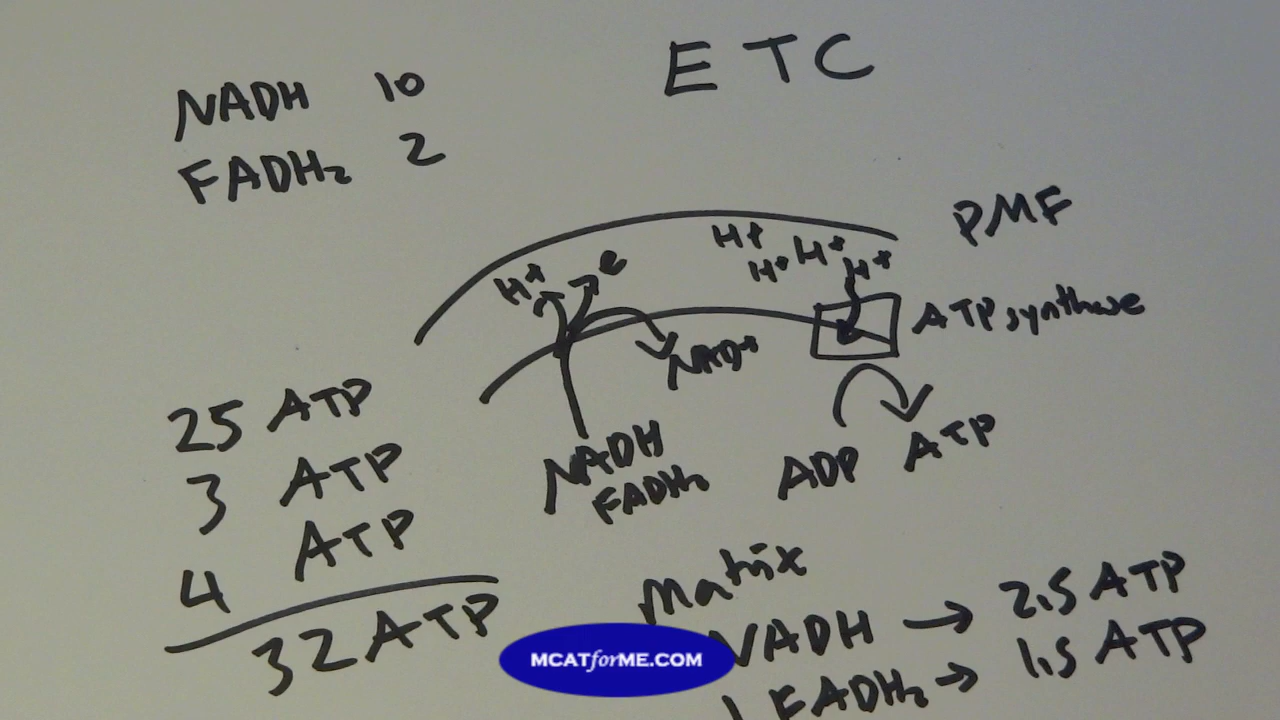 ETC
NADH 10
FADH₂ 2
PMF
H+ e
H+ H+
H+ H+
ATP synthase
NAD+
NADH
FADH₂
ADP ATP
25 ATP
3 ATP
4 ATP
32 ATP
Matrix
NADH → 2.5 ATP
1 FADH₂ → 1.5 ATP
MCATforME.COM